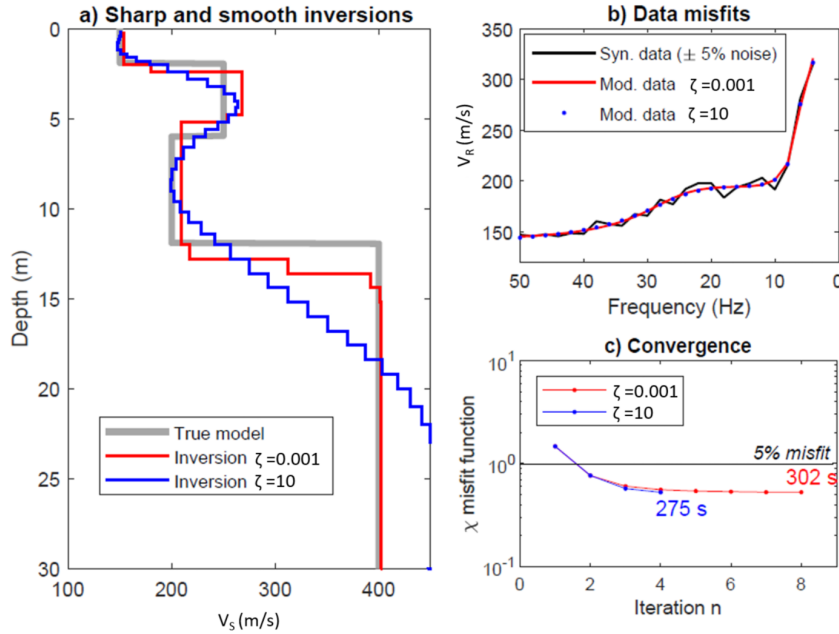 a) Sharp and smooth inversions
0
5
10
15
20
25
30
Depth (m)
True model
Inversion ζ=0.001
Inversion ζ=10
100
200
300
400
V_S (m/s)
b) Data misfits
350
300
250
200
150
V_R (m/s)
Syn. data (± 5% noise)
Mod. data ζ=0.001
Mod. data ζ=10
50
40
30
20
10
0
Frequency (Hz)
c) Convergence
10^1
10^0
10^-1
χ misfit function
ζ=0.001
ζ=10
5% misfit
302 s
275 s
0
2
4
6
8
Iteration n